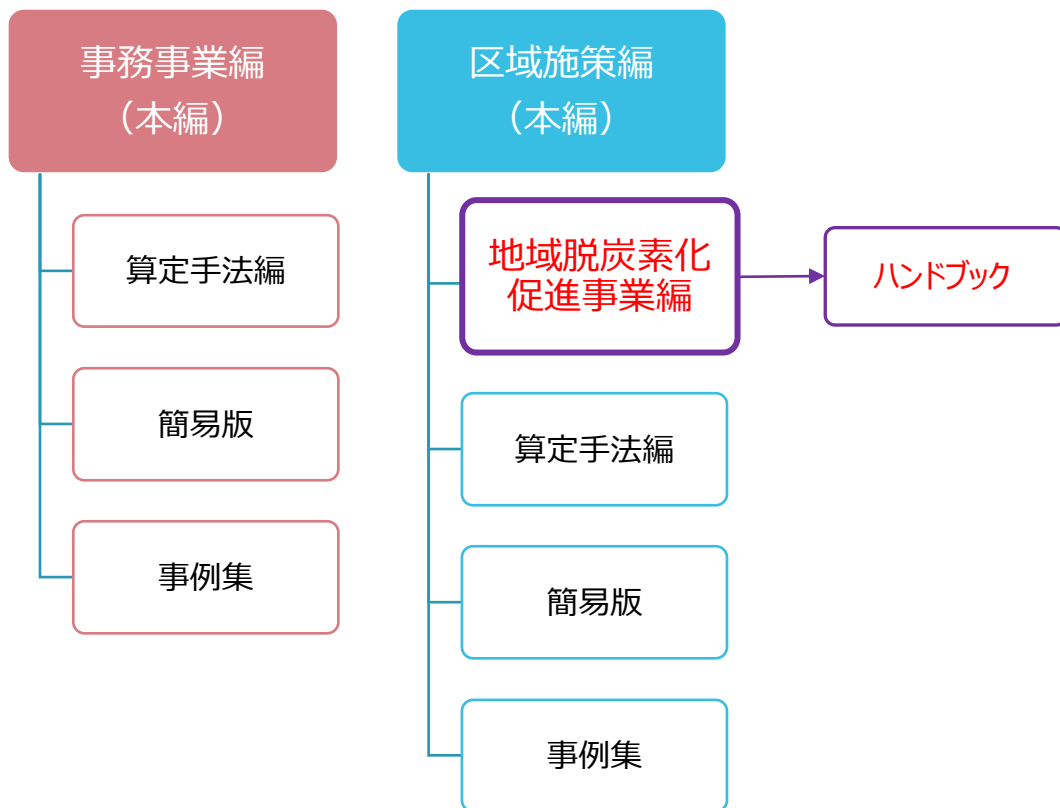 事務事業編
（本編）
算定手法編
簡易版
事例集
区域施策編
（本編）
地域脱炭素化
促進事業編
ハンドブック
算定手法編
簡易版
事例集